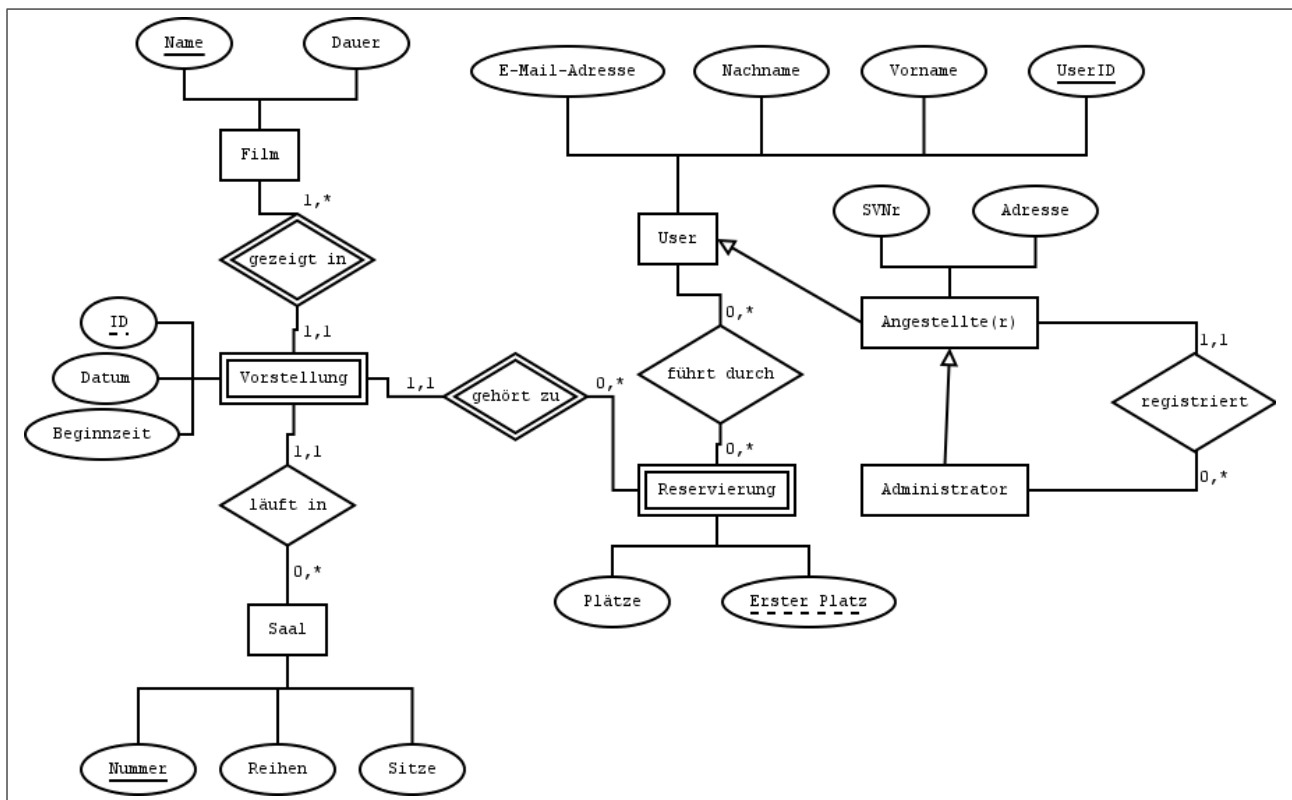 Name
Dauer
E-Mail-Adresse
Nachname
Vorname
UserID
Film
1,*
SVNr
Adresse
User
gezeigt in
0,*
Angestellte(r)
ID
1,1
1,1
Datum
Vorstellung
1,1
gehört zu
0,*
führt durch
registriert
Beginnzeit
1,1
0,*
0,*
läuft in
Reservierung
Administrator
0,*
Plätze
Erster Platz
Saal
Nummer
Reihen
Sitze